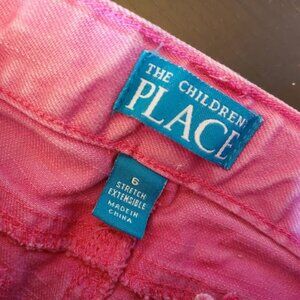 THE CHILDREN
PLACE
6
STRETCH
EXTENSIBLE
MADE IN
CHINA